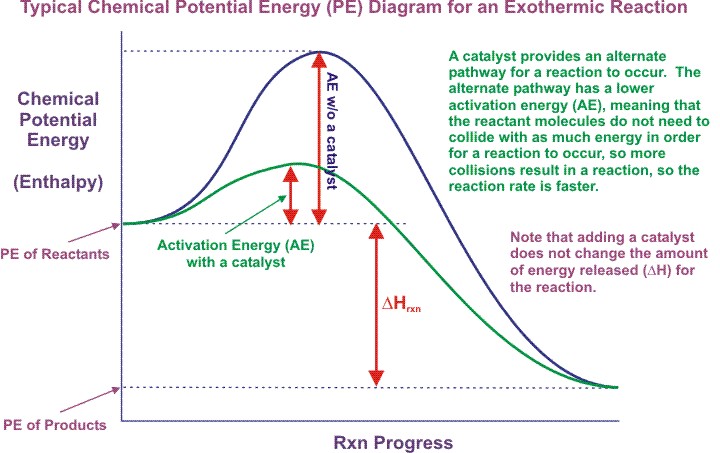 Typical Chemical Potential Energy (PE) Diagram for an Exothermic Reaction
A catalyst provides an alternate
pathway for a reaction to occur. The
alternate pathway has a lower
activation energy (AE), meaning that
the reactant molecules do not need to
collide with as much energy in order
for a reaction to occur, so more
collisions result in a reaction, so the
reaction rate is faster.
Chemical
Potential
Energy
(Enthalpy)
AE w/o a catalyst
PE of Reactants
Activation Energy (AE)
with a catalyst
Note that adding a catalyst
does not change the amount
of energy released (ΔH) for
the reaction.
ΔHrxn
PE of Products
Rxn Progress